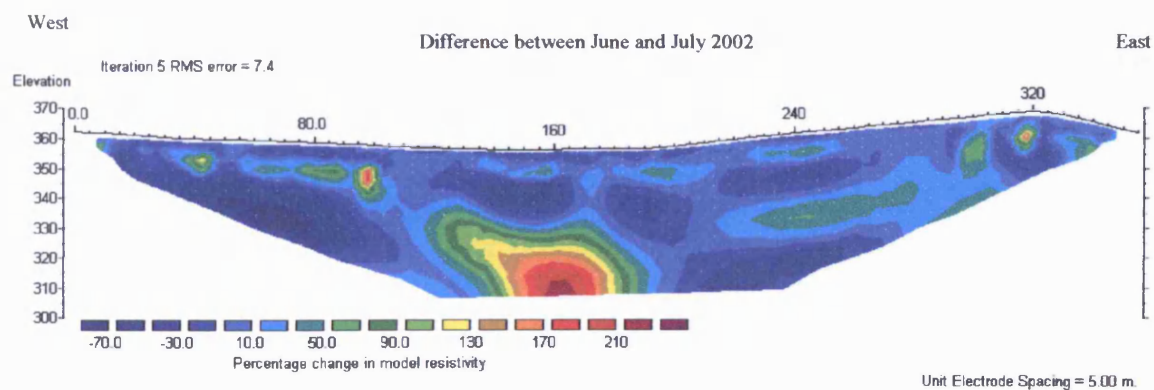 West
Difference between June and July 2002
East
Iteration 5 RMS error = 7.4
Elevation
370
360
350
340
330
320
310
300
0.0
80.0
160
240
320
-70.0 -30.0 10.0 50.0 90.0 130 170 210
Percentage change in model resistivity
Unit Electrode Spacing = 5.00 m.